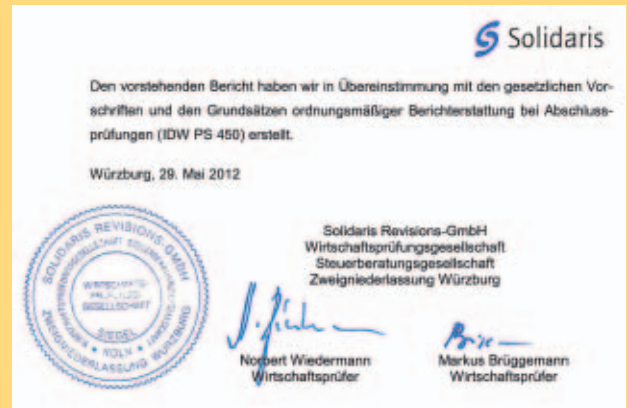 Solidaris
Den vorstehenden Bericht haben wir in Übereinstimmung mit den gesetzlichen Vor-
schriften und den Grundsätzen ordnungsmäßiger Berichterstattung bei Abschluss-
prüfungen (IDW PS 450) erstellt.
Würzburg, 29. Mai 2012
SOLIDARIS REVISIONS-GMBH
WIRTSCHAFTS-
PRÜFUNGS-
GESELLSCHAFT
SIEGEL
KÖLN
ZWEIGNIEDERLASSUNG WÜRZBURG
Solidaris Revisions-GmbH
Wirtschaftsprüfungsgesellschaft
Steuerberatungsgesellschaft
Zweigniederlassung Würzburg
Norbert Wiedermann
Markus Brüggemann
Wirtschaftsprüfer
Wirtschaftsprüfer